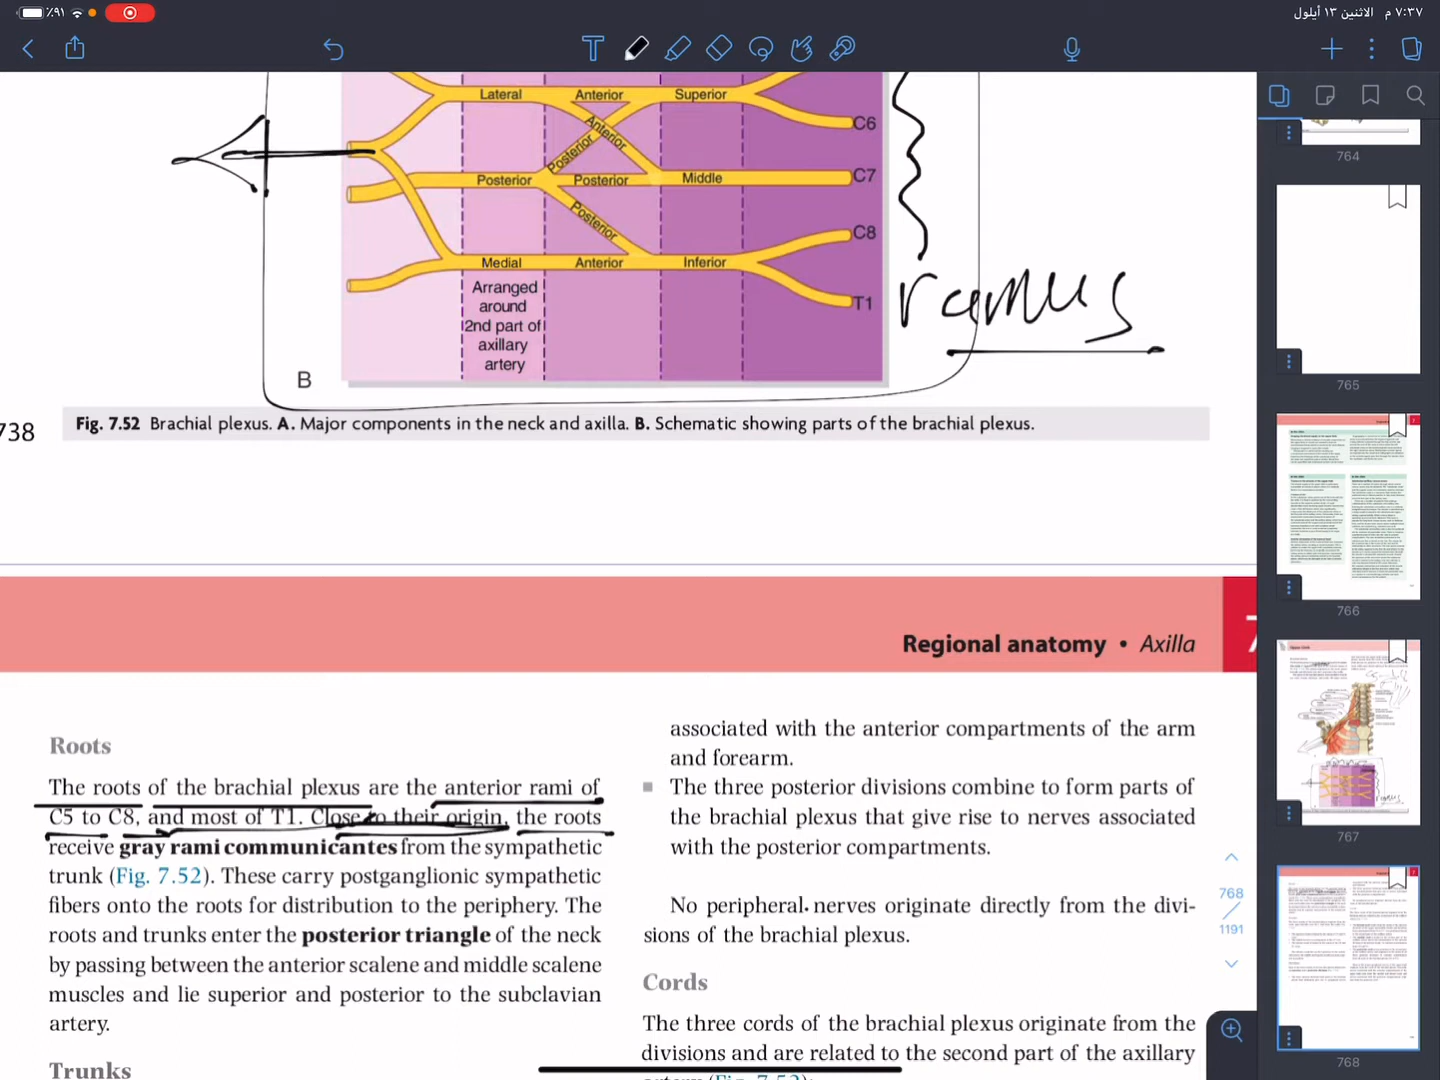 ٪٩١
٧:٣٧ م الاثنين ١٣ أيلول
Lateral Anterior Superior
C6
Anterior
Posterior
C7
Posterior Posterior Middle
Posterior
C8
Medial Anterior Inferior
T1
Arranged
around
2nd part of
axillary
artery
ramus
B
738
Fig. 7.52 Brachial plexus. A. Major components in the neck and axilla. B. Schematic showing parts of the brachial plexus.
Regional anatomy • Axilla
7
Roots
The roots of the brachial plexus are the anterior rami of
C5 to C8, and most of T1. Close to their origin, the roots
receive gray rami communicantes from the sympathetic
trunk (Fig. 7.52). These carry postganglionic sympathetic
fibers onto the roots for distribution to the periphery. The
roots and trunks enter the posterior triangle of the neck
by passing between the anterior scalene and middle scalene
muscles and lie superior and posterior to the subclavian
artery.
Trunks
associated with the anterior compartments of the arm
and forearm.
■ The three posterior divisions combine to form parts of
the brachial plexus that give rise to nerves associated
with the posterior compartments.
No peripheral nerves originate directly from the divi-
sions of the brachial plexus.
Cords
The three cords of the brachial plexus originate from the
divisions and are related to the second part of the axillary
artery (Fig. 7.52):
768
1191
764
765
766
767
768